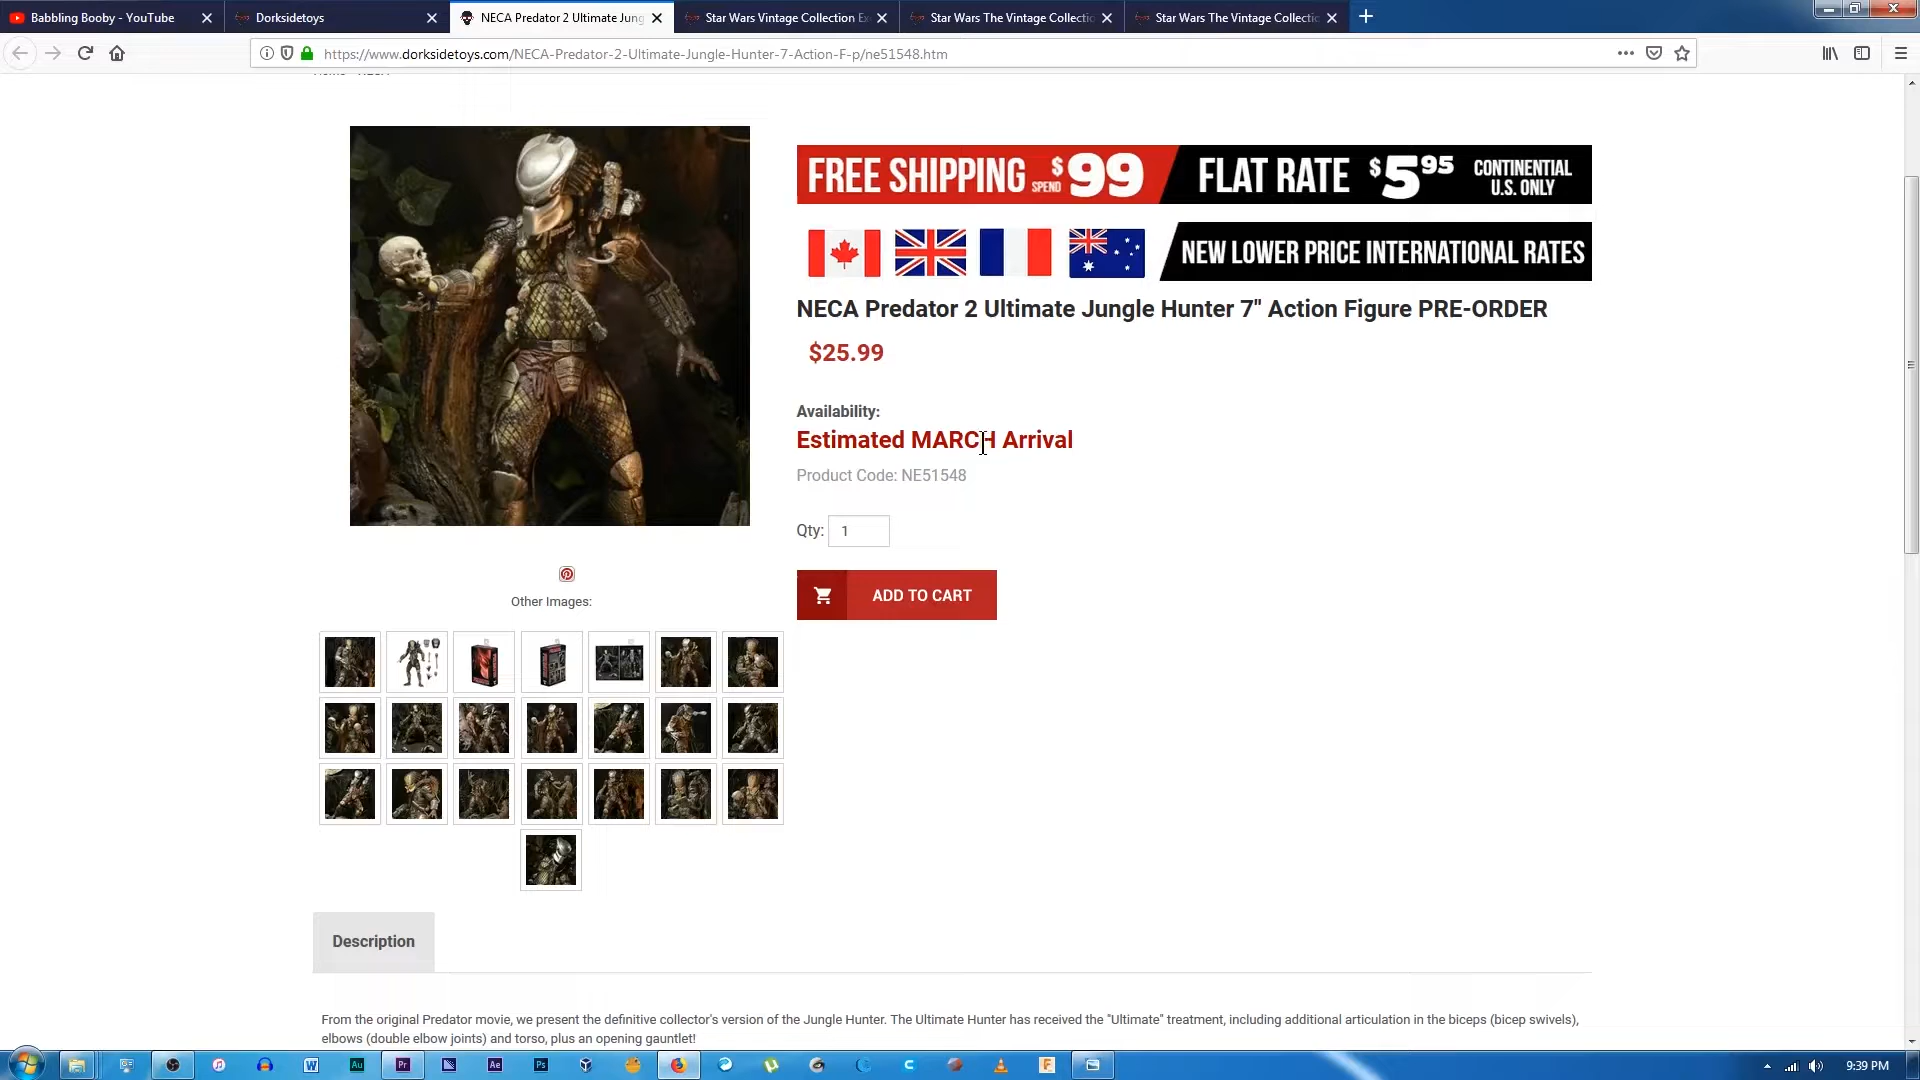 Babbling Booby - YouTube
Dorksidetoys
NECA Predator 2 Ultimate Jung
Star Wars Vintage Collection Ex
Star Wars The Vintage Collectio
Star Wars The Vintage Collectio
https://www.dorksidetoys.com/NECA-Predator-2-Ultimate-Jungle-Hunter-7-Action-F-p/ne51548.htm
FREE SHIPPING SPEND $99 FLAT RATE $5.95 CONTINENTAL U.S. ONLY
NEW LOWER PRICE INTERNATIONAL RATES
NECA Predator 2 Ultimate Jungle Hunter 7" Action Figure PRE-ORDER
$25.99
Availability:
Estimated MARCH Arrival
Product Code: NE51548
Qty: 1
ADD TO CART
Other Images:
Description
From the original Predator movie, we present the definitive collector's version of the Jungle Hunter. The Ultimate Hunter has received the "Ultimate" treatment, including additional articulation in the biceps (bicep swivels),
elbows (double elbow joints) and torso, plus an opening gauntlet!
9:39 PM